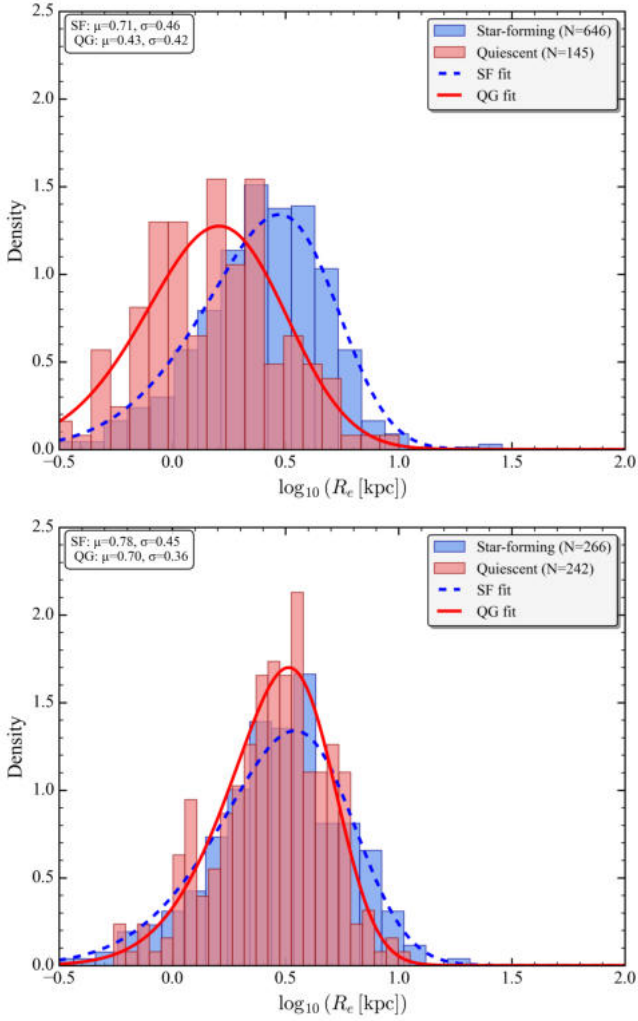 SF: μ=0.71, σ=0.46
QG: μ=0.43, σ=0.42
Star-forming (N=646)
Quiescent (N=145)
SF fit
QG fit
2.5
2.0
1.5
1.0
0.5
0.0
Density
−0.5 0.0 0.5 1.0 1.5 2.0
log₁₀ (Rₑ [kpc])
SF: μ=0.78, σ=0.45
QG: μ=0.70, σ=0.36
Star-forming (N=266)
Quiescent (N=242)
SF fit
QG fit
2.5
2.0
1.5
1.0
0.5
0.0
Density
−0.5 0.0 0.5 1.0 1.5 2.0
log₁₀ (Rₑ [kpc])